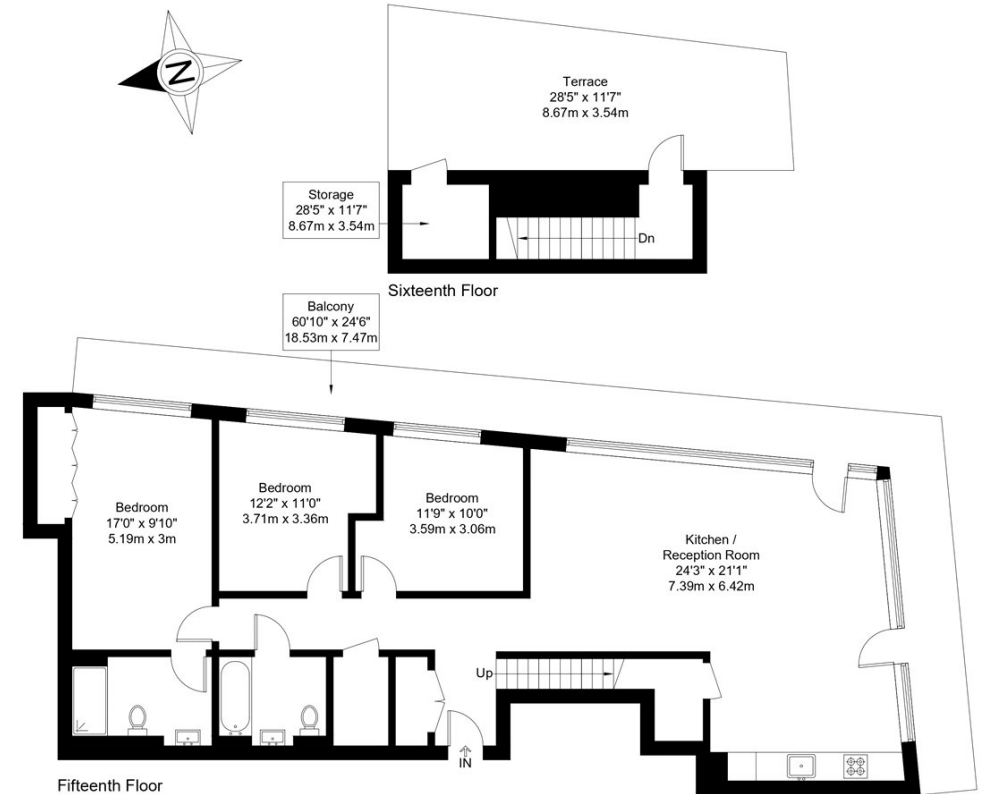 N
Terrace
28'5" x 11'7"
8.67m x 3.54m
Storage
28'5" x 11'7"
8.67m x 3.54m
Dn
Sixteenth Floor
Balcony
60'10" x 24'6"
18.53m x 7.47m
Bedroom
17'0" x 9'10"
5.19m x 3m
Bedroom
12'2" x 11'0"
3.71m x 3.36m
Bedroom
11'9" x 10'0"
3.59m x 3.06m
Kitchen /
Reception Room
24'3" x 21'1"
7.39m x 6.42m
Up
IN
Fifteenth Floor